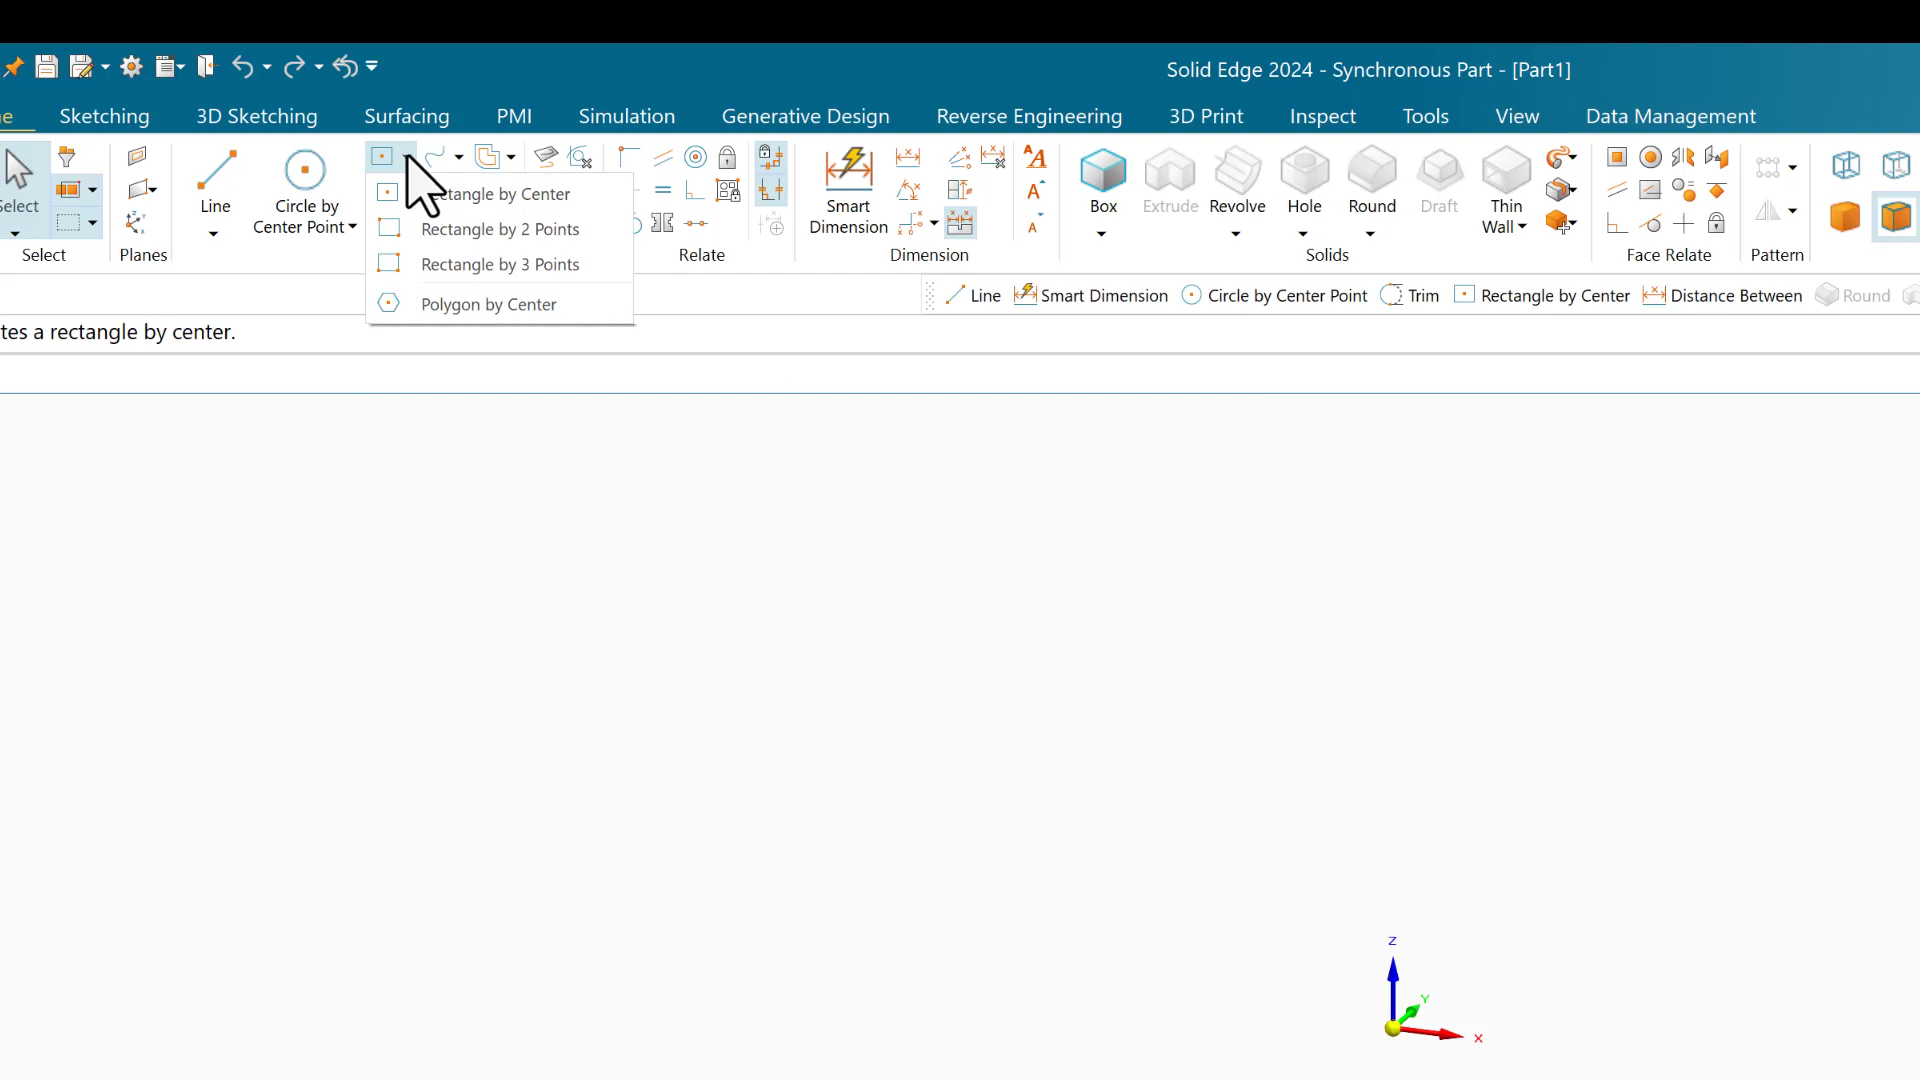 Solid Edge 2024 - Synchronous Part - [Part1]
e Sketching 3D Sketching Surfacing PMI Simulation Generative Design Reverse Engineering 3D Print Inspect Tools View Data Management
Select
Line
Circle by
Center Point
Smart
Dimension
Box
Extrude
Revolve
Hole
Round
Draft
Thin
Wall
Select
Planes
Relate
Dimension
Solids
Face Relate
Pattern
ectangle by Center
Rectangle by 2 Points
Rectangle by 3 Points
Polygon by Center
Line Smart Dimension Circle by Center Point Trim Rectangle by Center Distance Between Round
tes a rectangle by center.
Z
Y
X